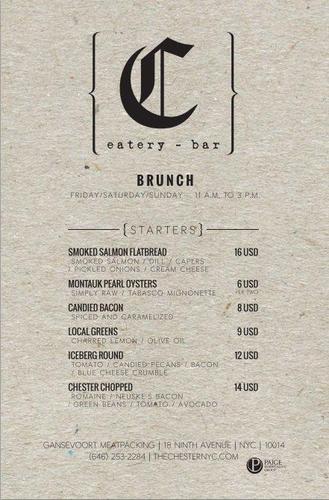 C
eatery - bar
BRUNCH
FRIDAY/SATURDAY/SUNDAY - 11 A.M. TO 3 P.M.
{STARTERS}
SMOKED SALMON FLATBREAD 16 USD
SMOKED SALMON / DILL / CAPERS
/ PICKLED ONIONS / CREAM CHEESE
MONTAUK PEARL OYSTERS 6 USD
SIMPLY RAW / TABASCO MIGNONETTE
CANDIED BACON 8 USD
SPICED AND CARAMELIZED
LOCAL GREENS 9 USD
CHARRED LEMON / OLIVE OIL
ICEBERG ROUND 12 USD
TOMATO / CANDIED PECANS / BACON
/ BLUE CHEESE CRUMBLE
CHESTER CHOPPED 14 USD
ROMAINE / NEUSKE'S BACON
/ GREEN BEANS / TOMATO / AVOCADO
GANSEVOORT MEATPACKING | 18 NINTH AVENUE | NYC | 10014
(646) 253-2284 | THECHESTERNYC.COM
P PAIGE